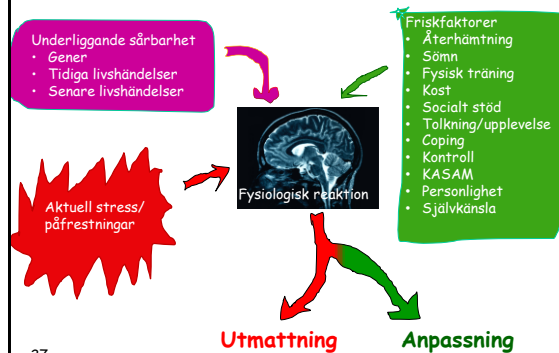 Underliggande sårbarhet
• Gener
• Tidiga livshändelser
• Senare livshändelser
Friskfaktorer
• Återhämtning
• Sömn
• Fysisk träning
• Kost
• Socialt stöd
• Tolkning/upplevelse
• Coping
• Kontroll
• KASAM
• Personlighet
• Självkänsla
Fysiologisk reaktion
Aktuell stress/
påfrestningar
Utmattning
Anpassning